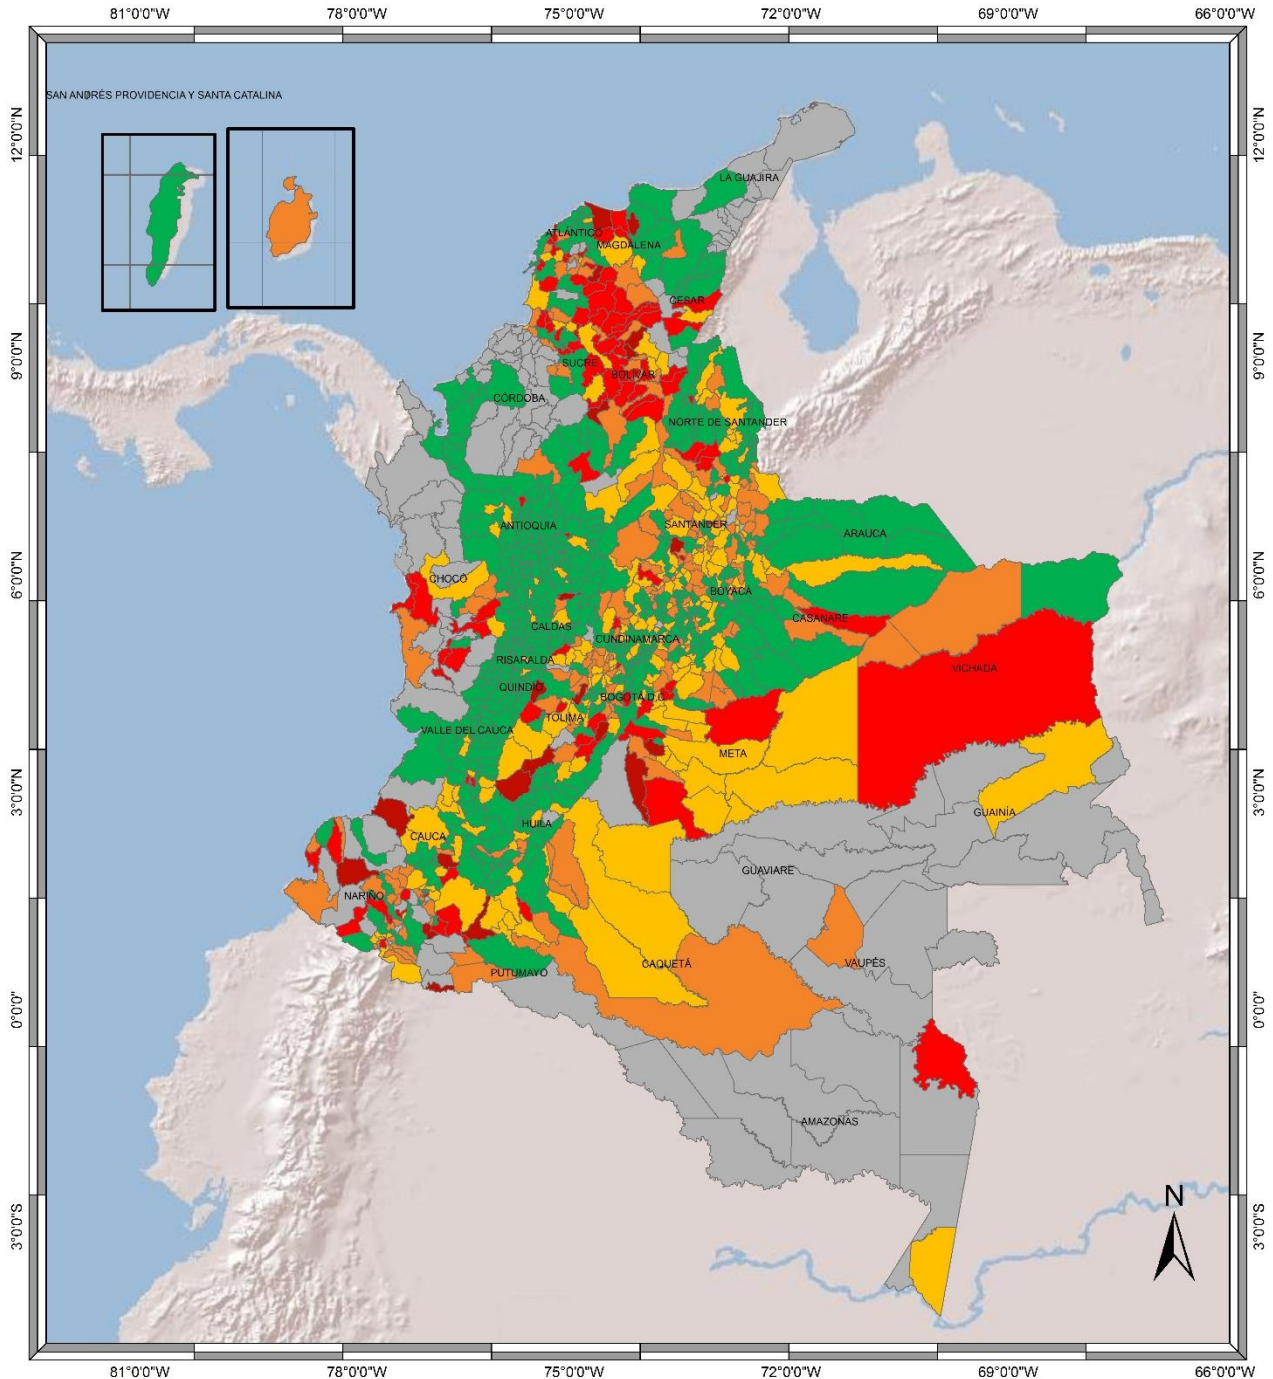 81°0'0"W 78°0'0"W 75°0'0"W 72°0'0"W 69°0'0"W 66°0'0"W
SAN ANDRÉS PROVIDENCIA Y SANTA CATALINA
12°0'0"N 12°0'0"N
LA GUAJIRA
ATLÁNTICO
MAGDALENA
CESAR
9°0'0"N 9°0'0"N
SUCRE
BOLÍVAR
CÓRDOBA
NORTE DE SANTANDER
ANTIOQUIA
SANTANDER
ARAUCA
6°0'0"N 6°0'0"N
CHOCÓ
BOYACÁ
CALDAS
CASANARE
CUNDINAMARCA
RISARALDA
VICHADA
QUINDÍO
BOGOTÁ D.C.
TOLIMA
VALLE DEL CAUCA
META
3°0'0"N 3°0'0"N
GUAINÍA
HUILA
CAUCA
GUAVIARE
NARIÑO
CAQUETÁ
VAUPÉS
PUTUMAYO
0°0'0" 0°0'0"
AMAZONAS
N
3°0'0"S 3°0'0"S
81°0'0"W 78°0'0"W 75°0'0"W 72°0'0"W 69°0'0"W 66°0'0"W